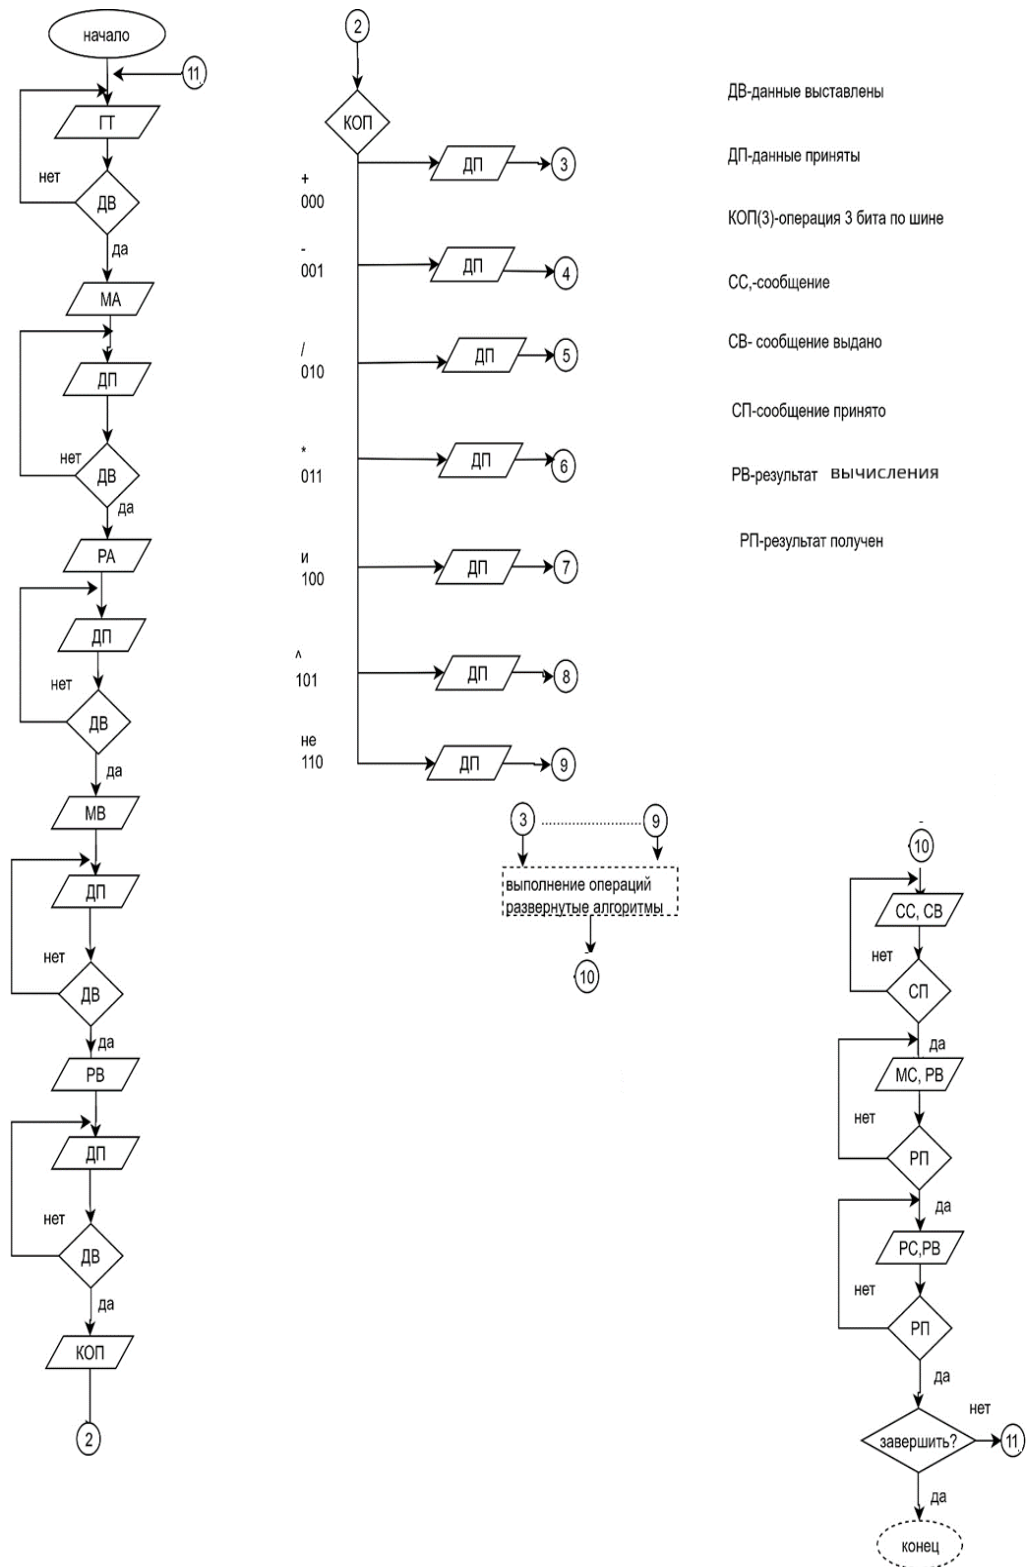 начало
11
ГТ
нет
ДВ
да
МА
ДП
нет
ДВ
да
РА
ДП
нет
ДВ
да
МВ
ДП
нет
ДВ
да
РВ
ДП
нет
ДВ
да
КОП
2
2
КОП
+
000
ДП
3
-
001
ДП
4
/
010
ДП
5
*
011
ДП
6
и
100
ДП
7
^
101
ДП
8
не
110
ДП
9
3
9
выполнение операций
развернутые алгоритмы
10
ДВ-данные выставлены
ДП-данные приняты
КОП(3)-операция 3 бита по шине
СС,-сообщение
СВ- сообщение выдано
СП-сообщение принято
РВ-результат вычисления
РП-результат получен
10
СС, СВ
нет
СП
да
МС, РВ
нет
РП
да
РС,РВ
нет
РП
да
завершить?
нет
11
да
конец